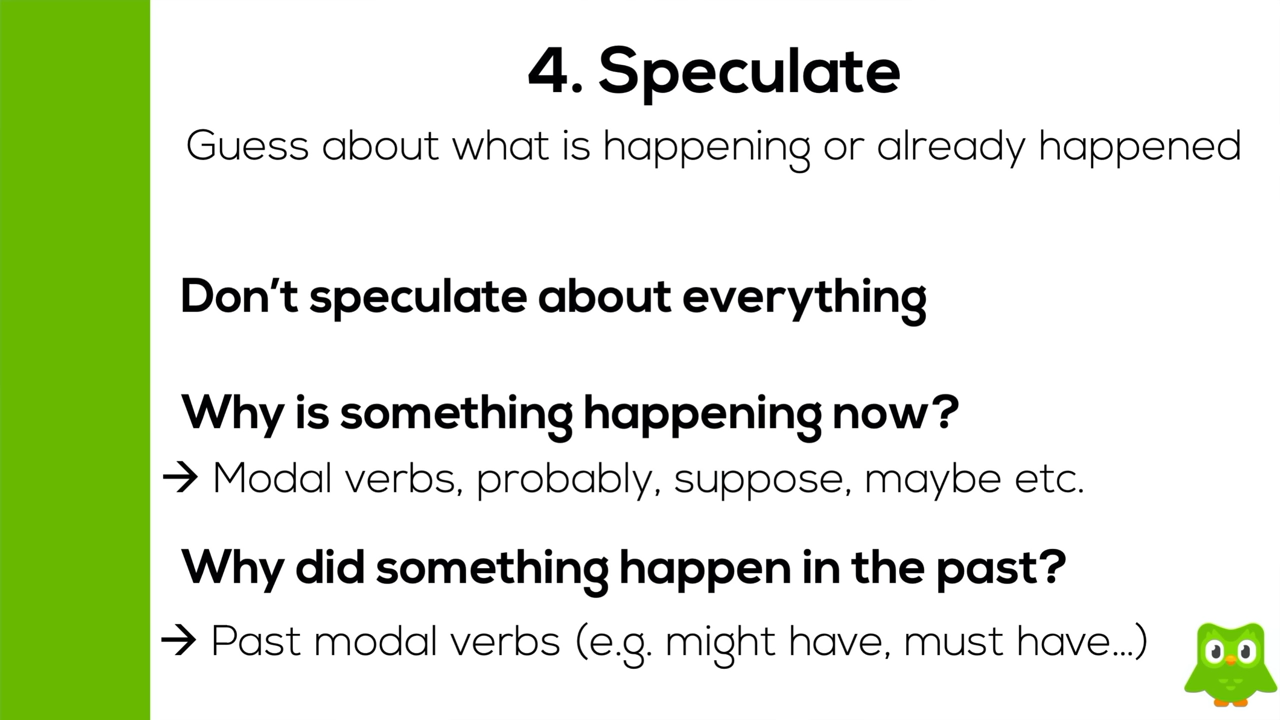 4. Speculate
Guess about what is happening or already happened
Don’t speculate about everything
Why is something happening now?
→ Modal verbs, probably, suppose, maybe etc.
Why did something happen in the past?
→ Past modal verbs (e.g. might have, must have…)